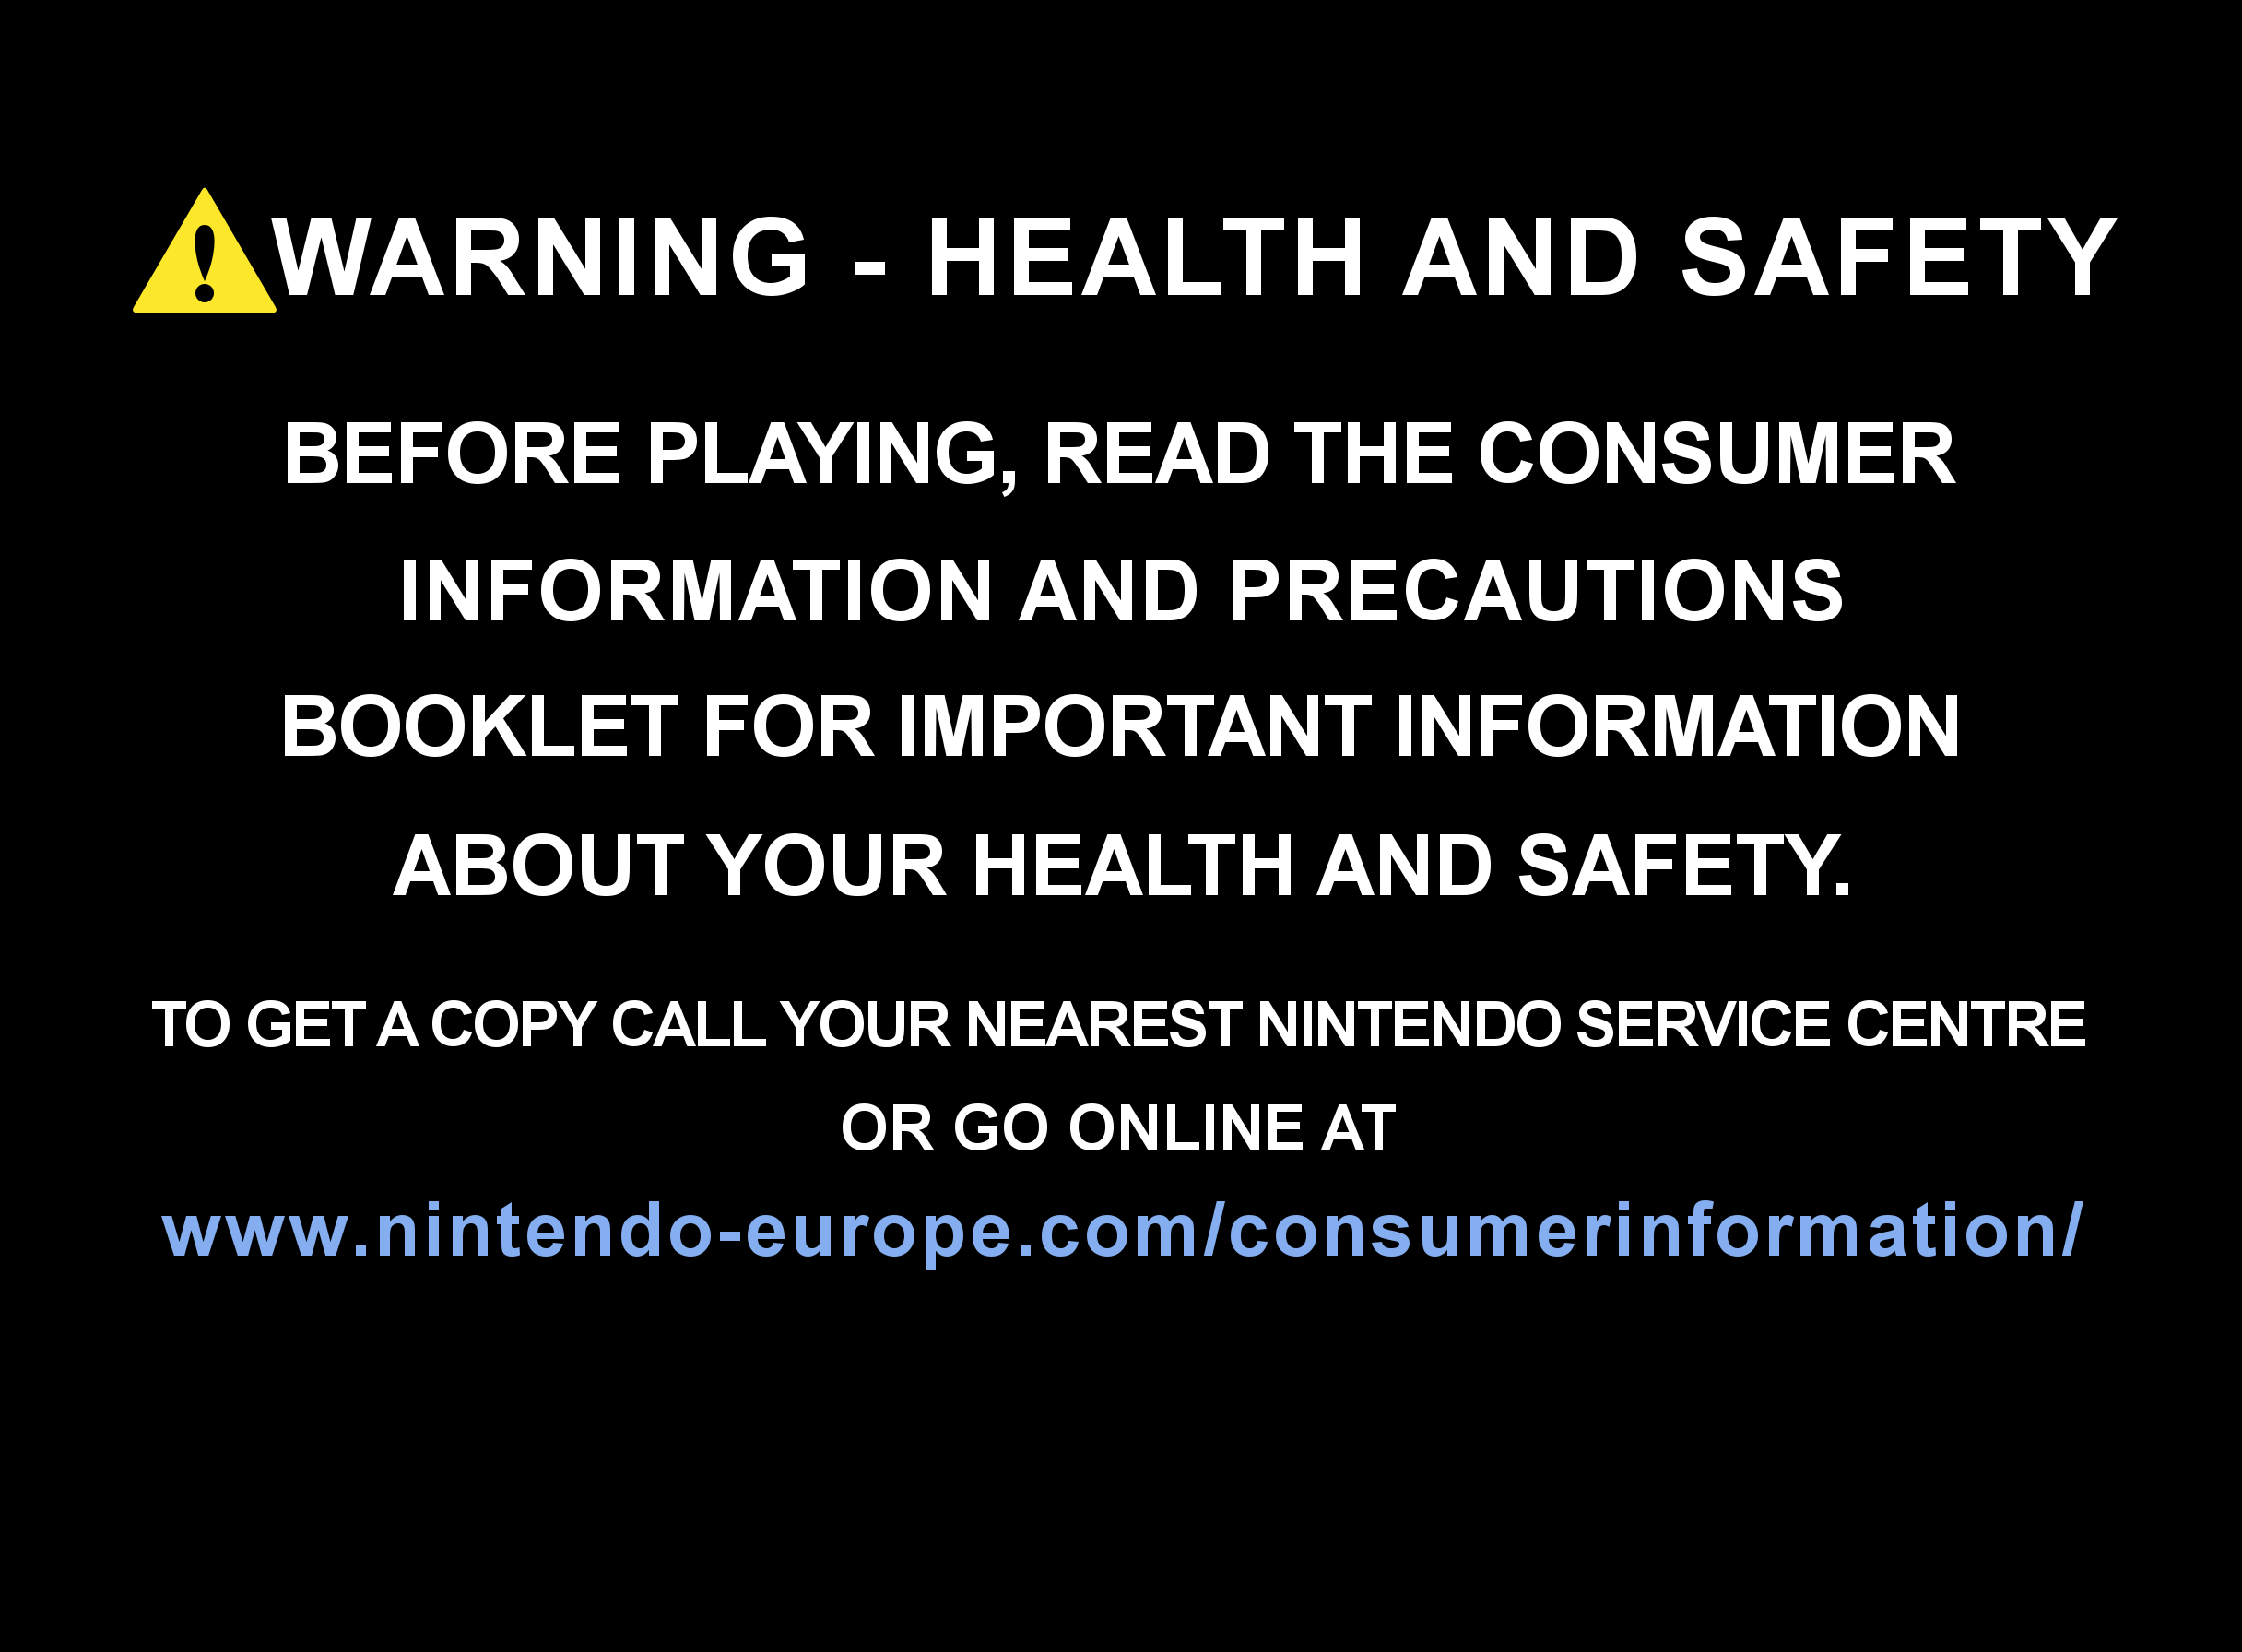 WARNING - HEALTH AND SAFETY
BEFORE PLAYING, READ THE CONSUMER
INFORMATION AND PRECAUTIONS
BOOKLET FOR IMPORTANT INFORMATION
ABOUT YOUR HEALTH AND SAFETY.
TO GET A COPY CALL YOUR NEAREST NINTENDO SERVICE CENTRE
OR GO ONLINE AT
www.nintendo-europe.com/consumerinformation/